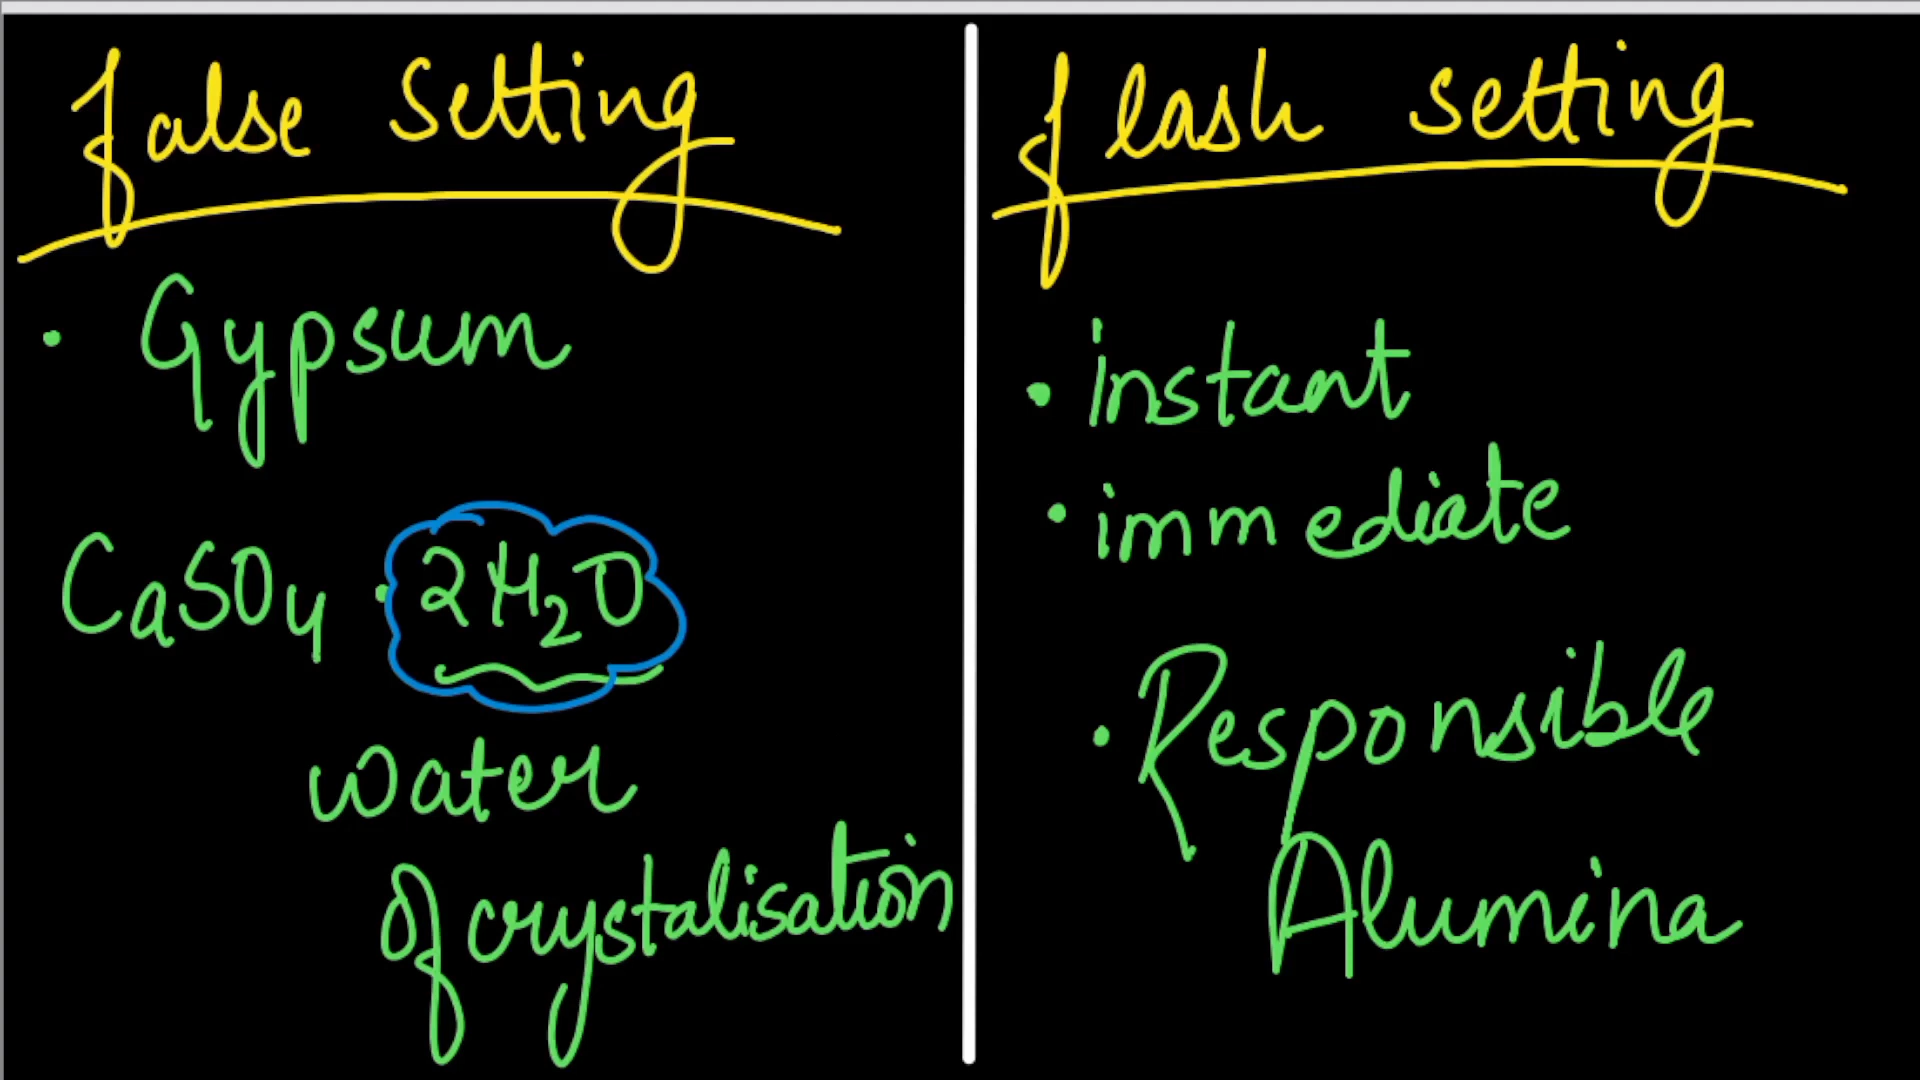 false setting
• Gypsum
CaSO4 · 2H2O
water
of crystalisation
flash setting
• instant
• immediate
• Responsible
Alumina